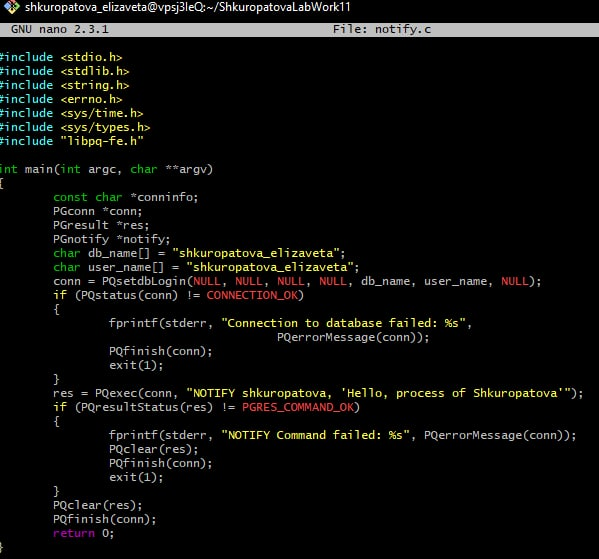 shkuropatova_elizaveta@vpsj3leQ:~/ShkuropatovaLabWork11
GNU nano 2.3.1 File: notify.c
#include <stdio.h>
#include <stdlib.h>
#include <string.h>
#include <errno.h>
#include <sys/time.h>
#include <sys/types.h>
#include "libpq-fe.h"
int main(int argc, char **argv)
{
const char *conninfo;
PGconn *conn;
PGresult *res;
PGnotify *notify;
char db_name[] = "shkuropatova_elizaveta";
char user_name[] = "shkuropatova_elizaveta";
conn = PQsetdbLogin(NULL, NULL, NULL, NULL, db_name, user_name, NULL);
if (PQstatus(conn) != CONNECTION_OK)
{
fprintf(stderr, "Connection to database failed: %s",
PQerrorMessage(conn));
PQfinish(conn);
exit(1);
}
res = PQexec(conn, "NOTIFY shkuropatova, 'Hello, process of Shkuropatova'");
if (PQresultStatus(res) != PGRES_COMMAND_OK)
{
fprintf(stderr, "NOTIFY Command failed: %s", PQerrorMessage(conn));
PQclear(res);
PQfinish(conn);
exit(1);
}
PQclear(res);
PQfinish(conn);
return 0;
}